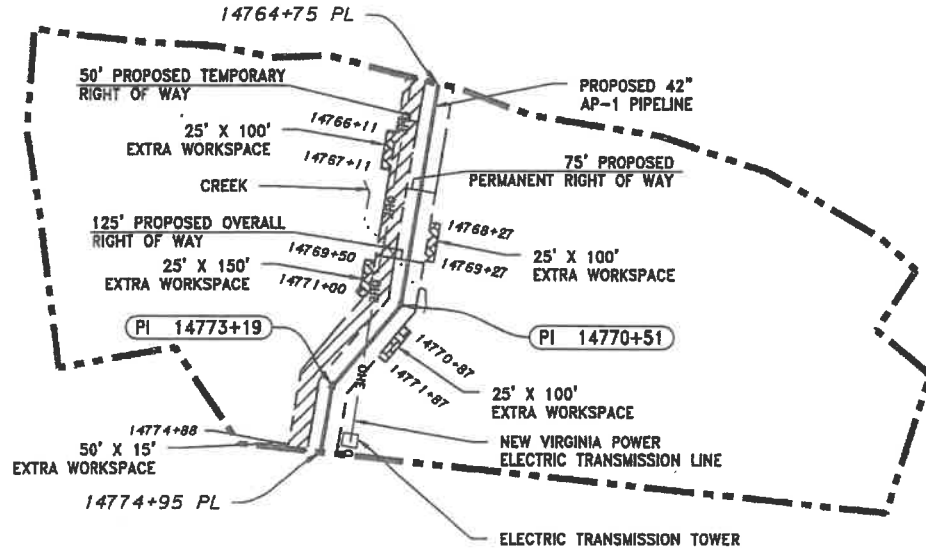 14764+75 PL
50' PROPOSED TEMPORARY
RIGHT OF WAY
PROPOSED 42"
AP-1 PIPELINE
14766+11
25' X 100'
EXTRA WORKSPACE
14767+11
75' PROPOSED
PERMANENT RIGHT OF WAY
CREEK
OHE
125' PROPOSED OVERALL
RIGHT OF WAY
14768+27
25' X 100'
EXTRA WORKSPACE
14769+27
14769+50
25' X 150'
EXTRA WORKSPACE
14771+00
OHE
PI 14773+19
PI 14770+51
14770+87
14771+87
25' X 100'
EXTRA WORKSPACE
OHE
14774+88
50' X 15'
EXTRA WORKSPACE
NEW VIRGINIA POWER
ELECTRIC TRANSMISSION LINE
14774+95 PL
ELECTRIC TRANSMISSION TOWER